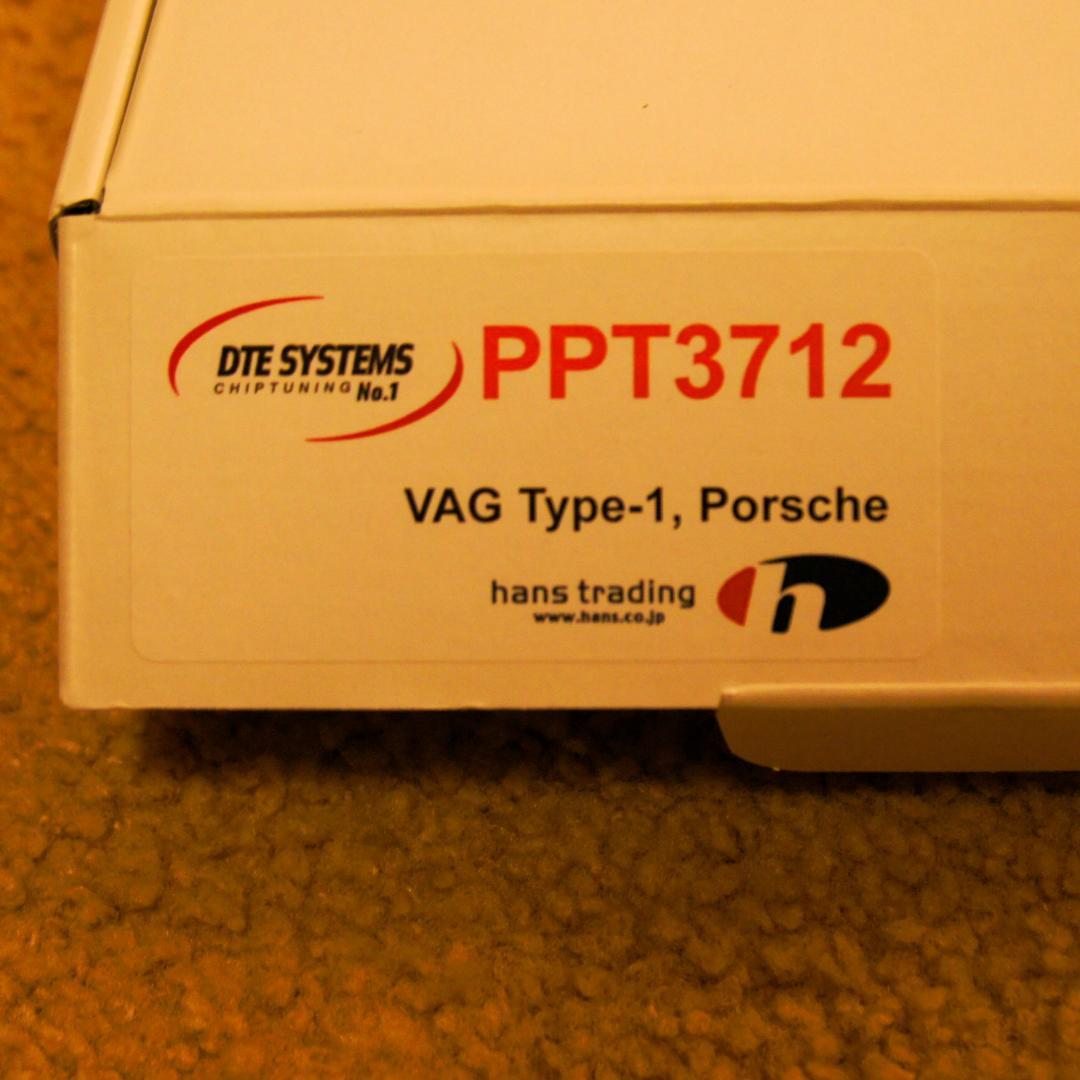 DTE SYSTEMS
CHIPTUNING No.1
PPT3712
VAG Type-1, Porsche
hans trading
www.hans.co.jp
h